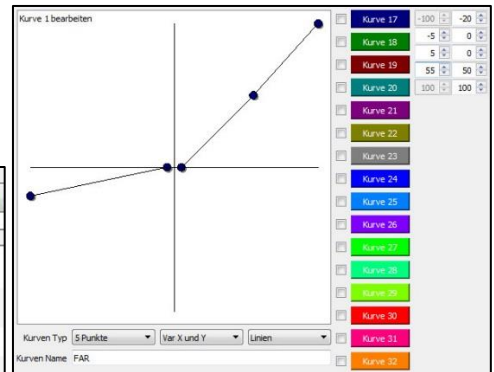 Kurve 1 bearbeiten
Kurve 17 -100 -20
Kurve 18 -5 0
Kurve 19 5 0
Kurve 20 55 50
100 100
Kurve 21
Kurve 22
Kurve 23
Kurve 24
Kurve 25
Kurve 26
Kurve 27
Kurve 28
Kurve 29
Kurve 30
Kurve 31
Kurve 32
Kurven Typ 5 Punkte Var X und Y Linien
Kurven Name FAR